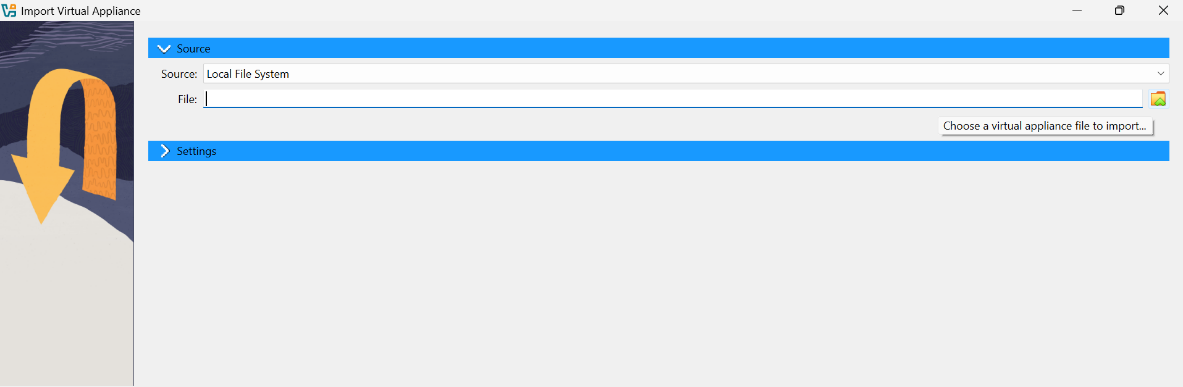 Import Virtual Appliance
Source
Source: Local File System
File:
Choose a virtual appliance file to import...
Settings